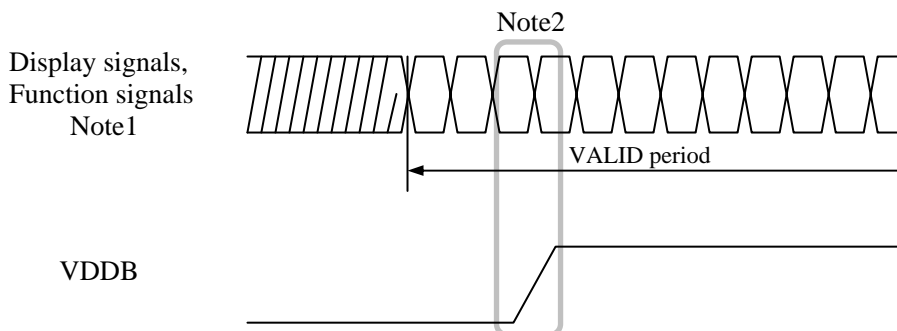 Note2
Display signals,
Function signals
Note1
VALID period
VDDB